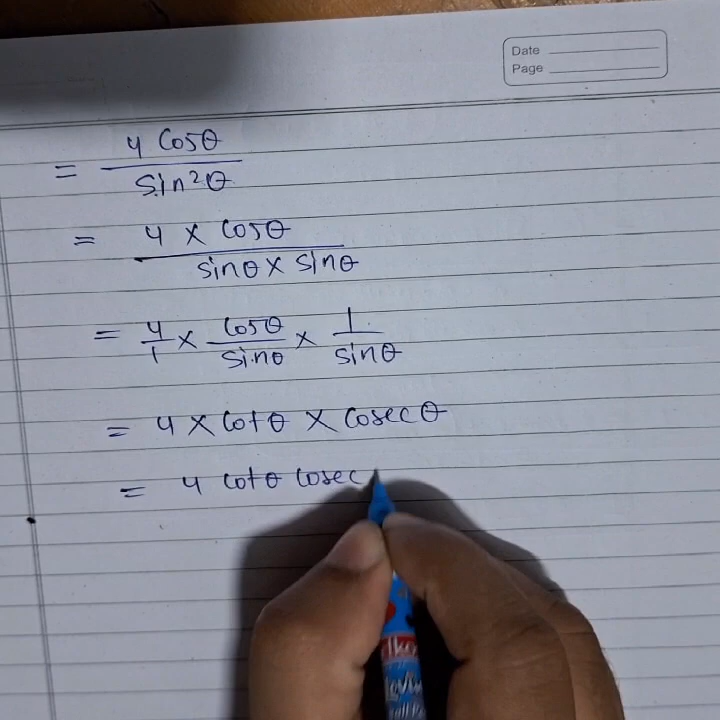 Date
Page
= 4 Cosθ / Sin²θ
= 4 × Cosθ / sinθ × sinθ
= 4/1 × Cosθ/sinθ × 1/sinθ
= 4 × Cotθ × Cosecθ
= 4 Cotθ Cosec